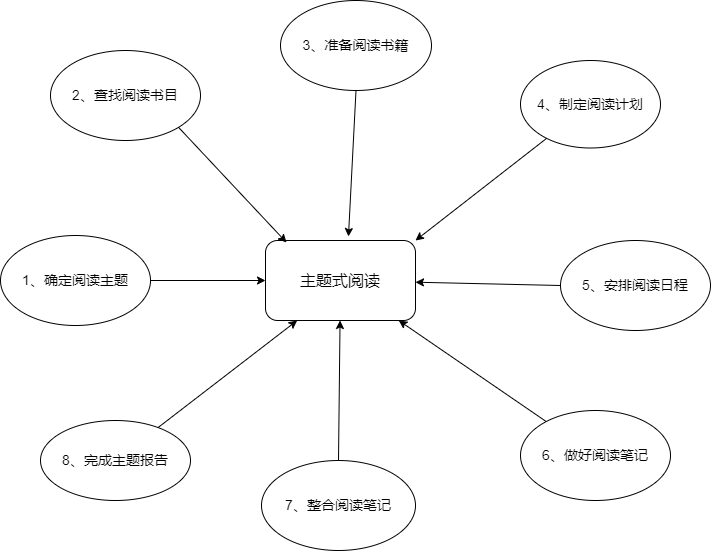 1、确定阅读主题
2、查找阅读书目
3、准备阅读书籍
4、制定阅读计划
5、安排阅读日程
6、做好阅读笔记
7、整合阅读笔记
8、完成主题报告
主题式阅读